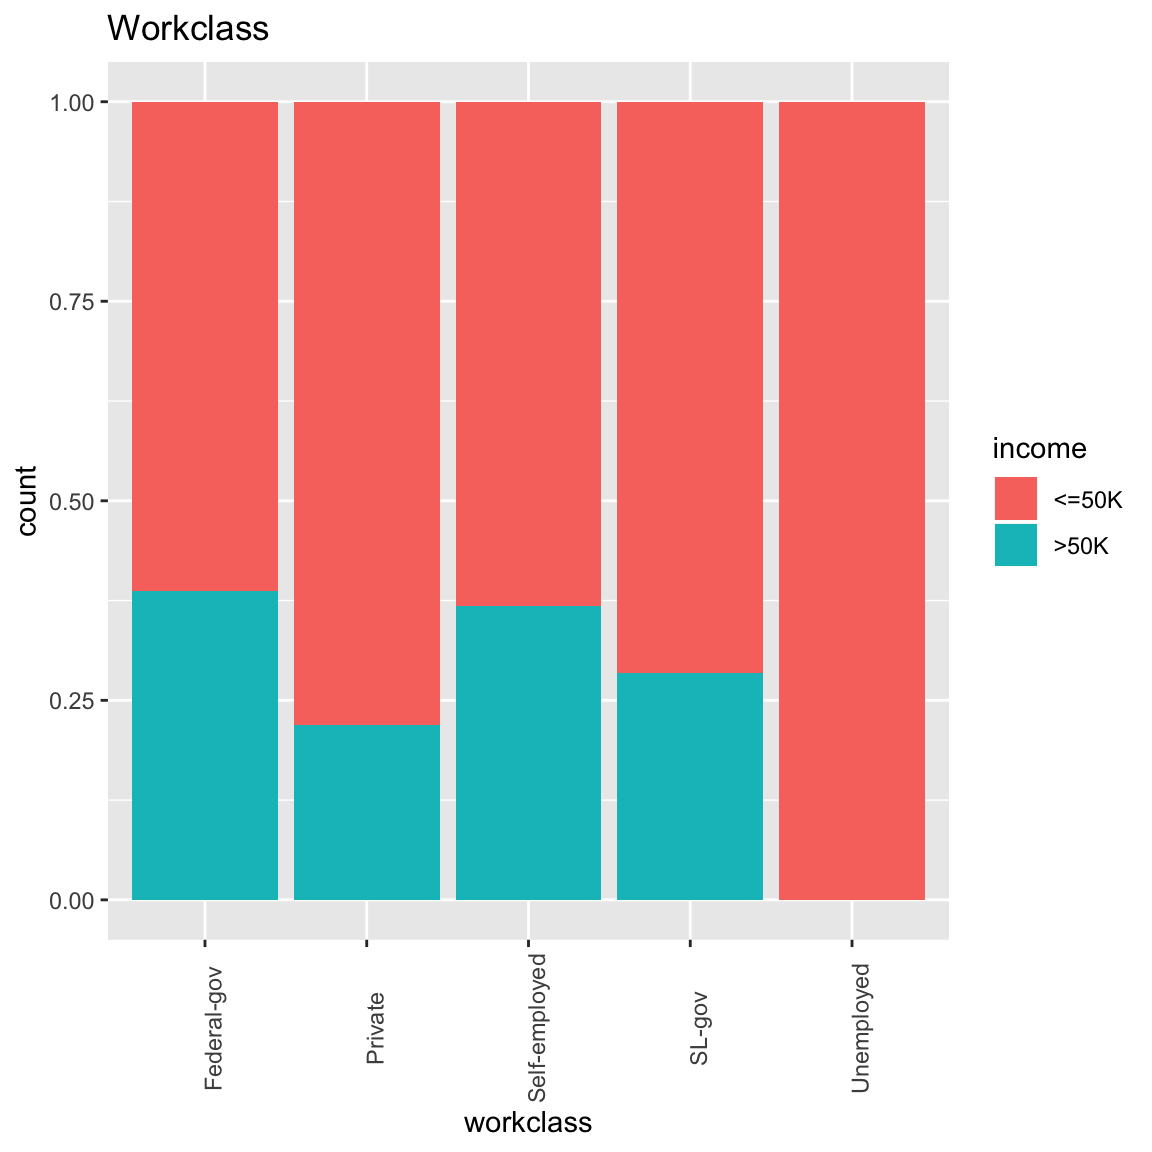 Workclass
1.00
0.75
0.50
0.25
0.00
count
Federal-gov
Private
Self-employed
SL-gov
Unemployed
workclass
income
<=50K
>50K